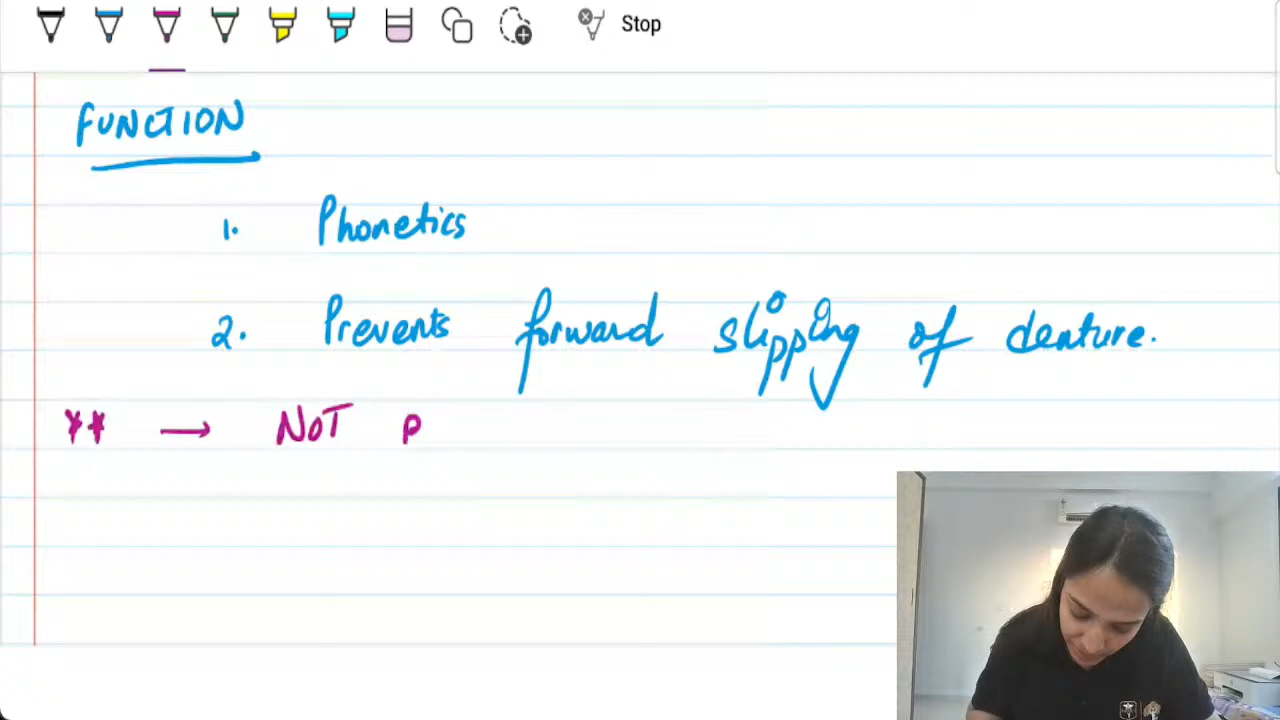 Stop
FUNCTION
1. Phonetics
2. Prevents forward slipping of denture.
** → NOT P